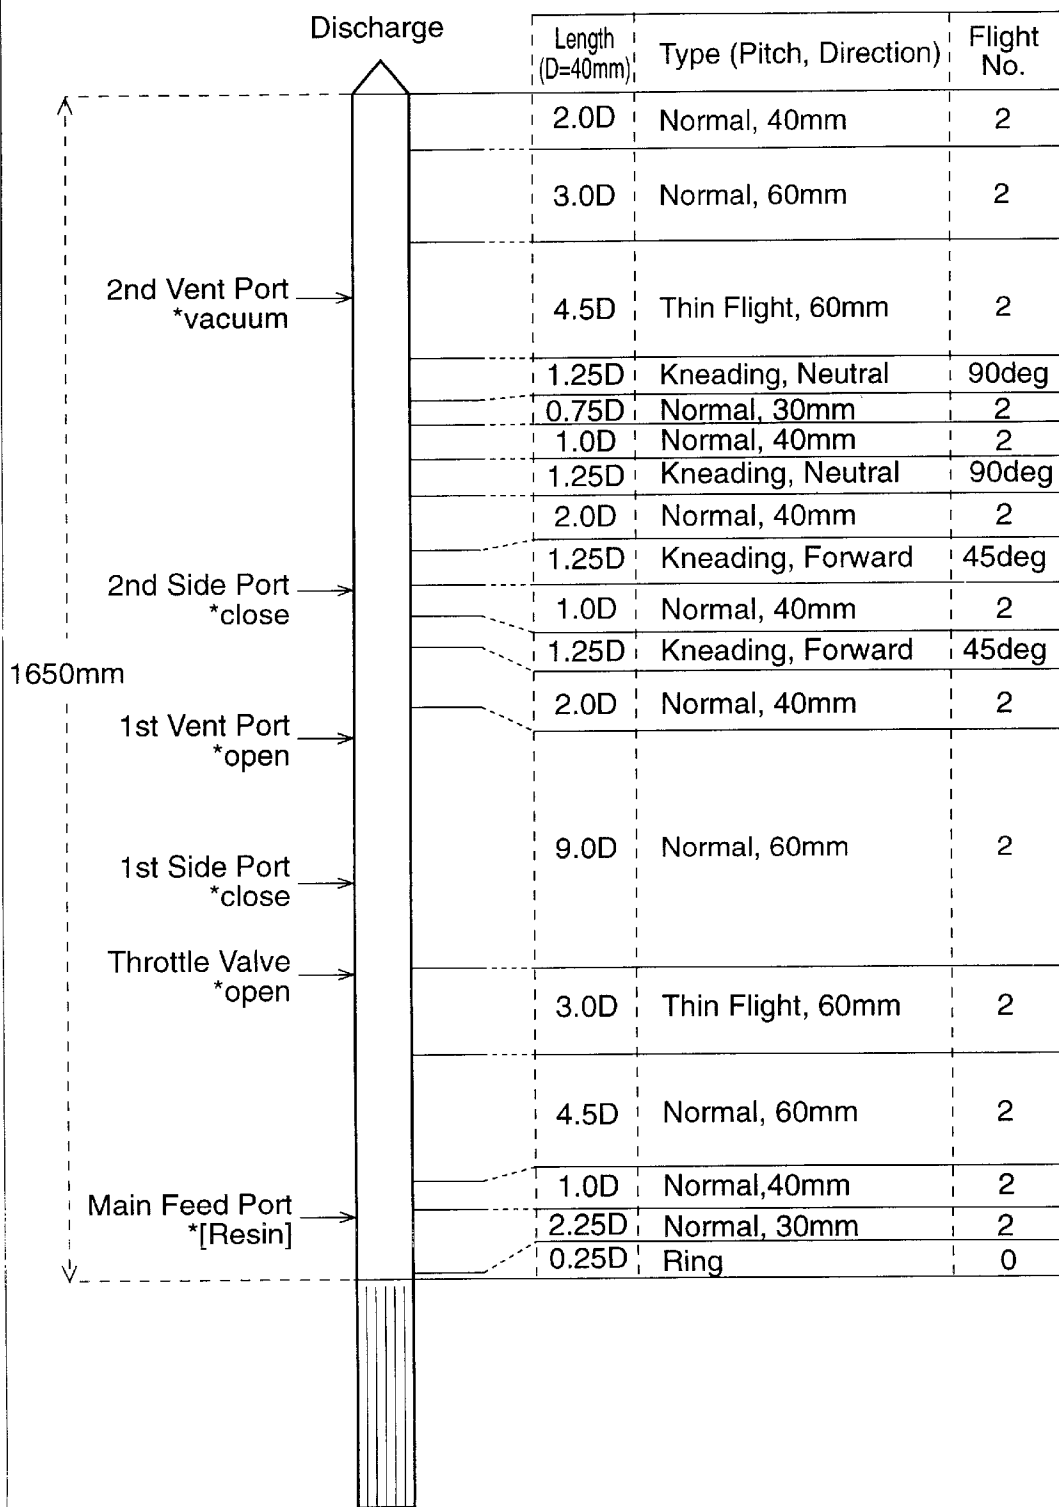 Discharge
Length (D=40mm) Type (Pitch, Direction) Flight No.
2.0D Normal, 40mm 2
3.0D Normal, 60mm 2
2nd Vent Port
*vacuum
4.5D Thin Flight, 60mm 2
1.25D Kneading, Neutral 90deg
0.75D Normal, 30mm 2
1.0D Normal, 40mm 2
1.25D Kneading, Neutral 90deg
2.0D Normal, 40mm 2
1.25D Kneading, Forward 45deg
2nd Side Port
*close
1.0D Normal, 40mm 2
1.25D Kneading, Forward 45deg
1650mm
2.0D Normal, 40mm 2
1st Vent Port
*open
9.0D Normal, 60mm 2
1st Side Port
*close
Throttle Valve
*open
3.0D Thin Flight, 60mm 2
4.5D Normal, 60mm 2
1.0D Normal,40mm 2
Main Feed Port
*[Resin]
2.25D Normal, 30mm 2
0.25D Ring 0